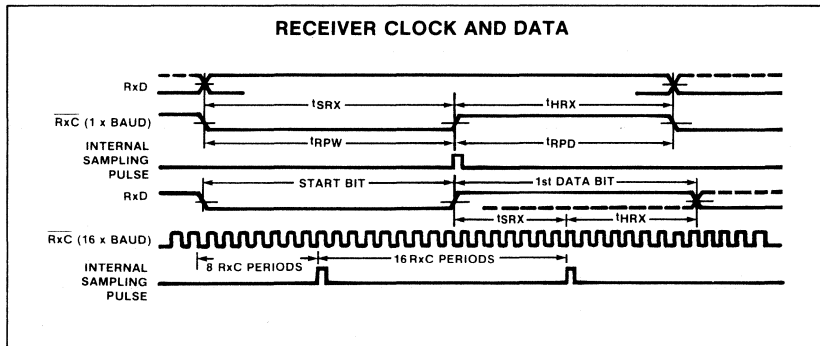 RECEIVER CLOCK AND DATA
RxD
tSRX
tHRX
RxC (1 x BAUD)
tRPW
tRPD
INTERNAL
SAMPLING
PULSE
START BIT
1st DATA BIT
RxD
tSRX
tHRX
RxC (16 x BAUD)
8 RxC PERIODS
16 RxC PERIODS
INTERNAL
SAMPLING
PULSE